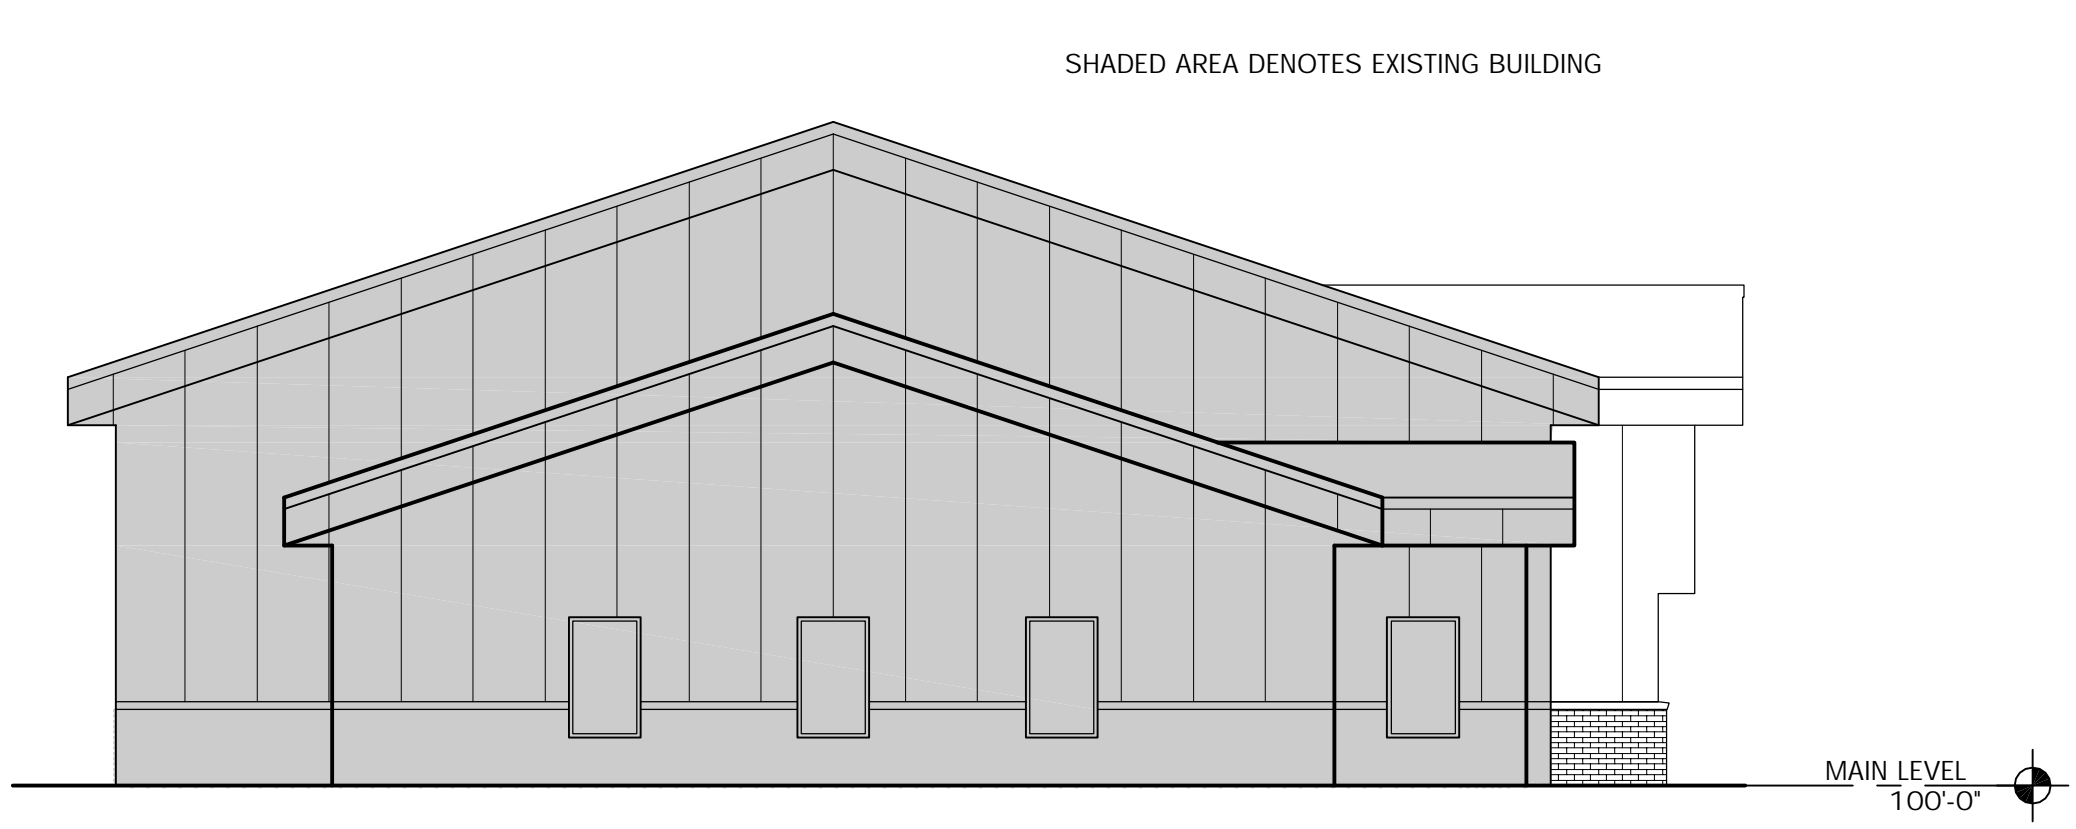 SHADED AREA DENOTES EXISTING BUILDING
MAIN LEVEL
100'-0"